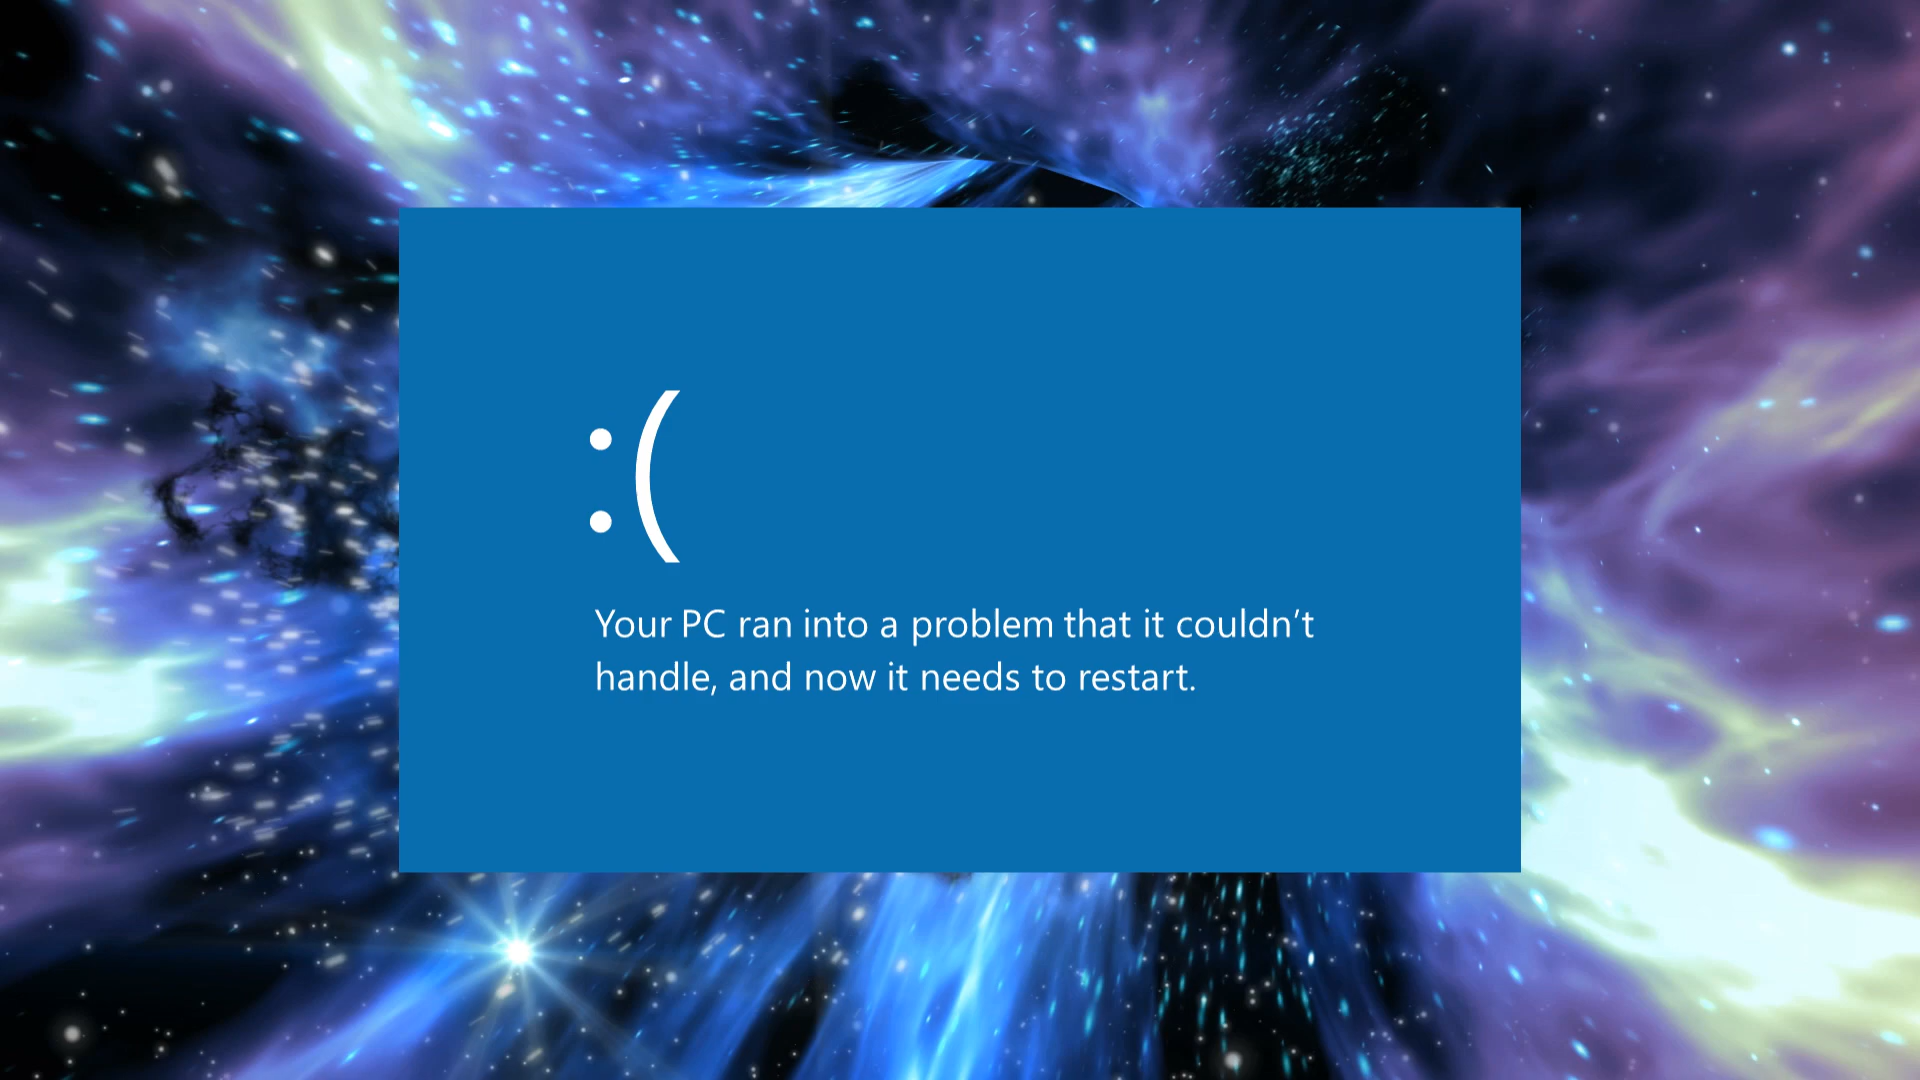 :(
Your PC ran into a problem that it couldn’t
handle, and now it needs to restart.